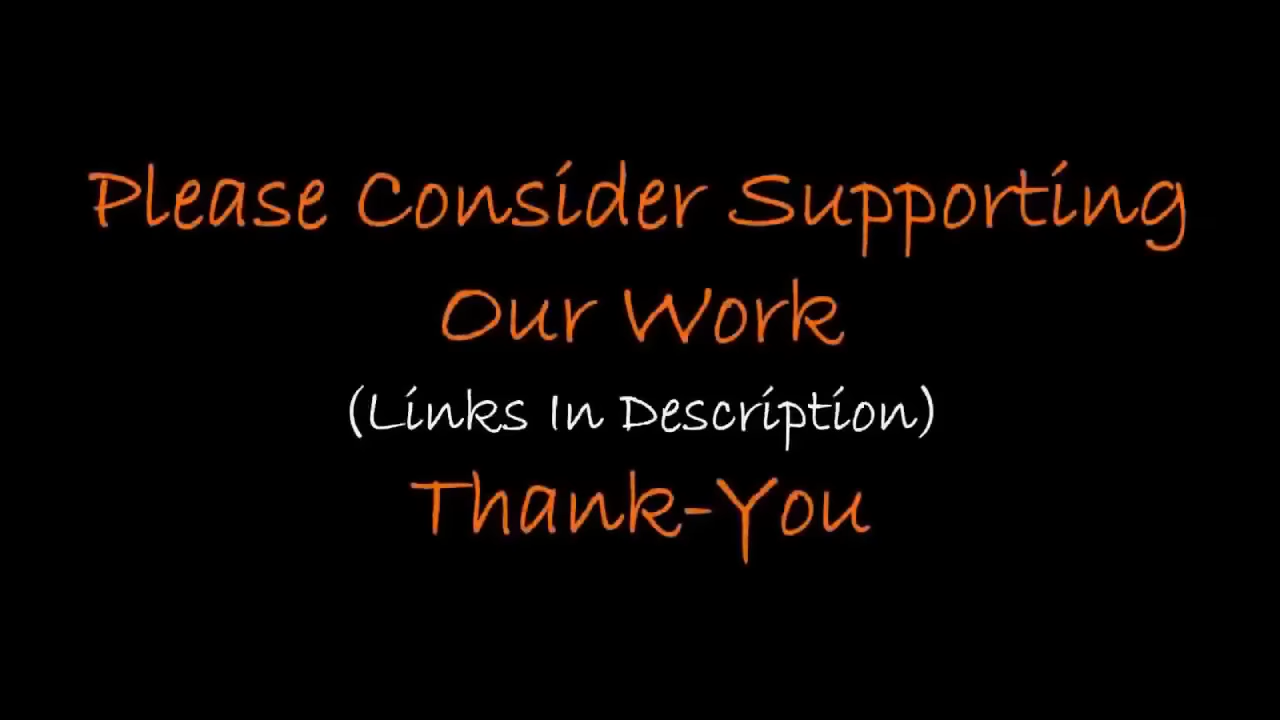 Please Consider Supporting
Our Work
(Links In Description)
Thank-You